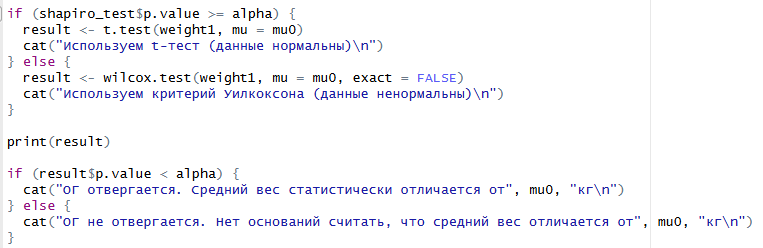 if (shapiro_test$p.value >= alpha) {
  result <- t.test(weight1, mu = mu0)
  cat("Используем t-тест (данные нормальны)\n")
} else {
  result <- wilcox.test(weight1, mu = mu0, exact = FALSE)
  cat("Используем критерий Уилкоксона (данные ненормальны)\n")
}
print(result)
if (result$p.value < alpha) {
  cat("ОГ отвергается. Средний вес статистически отличается от", mu0, "кг\n")
} else {
  cat("ОГ не отвергается. Нет оснований считать, что средний вес отличается от", mu0, "кг\n")
}